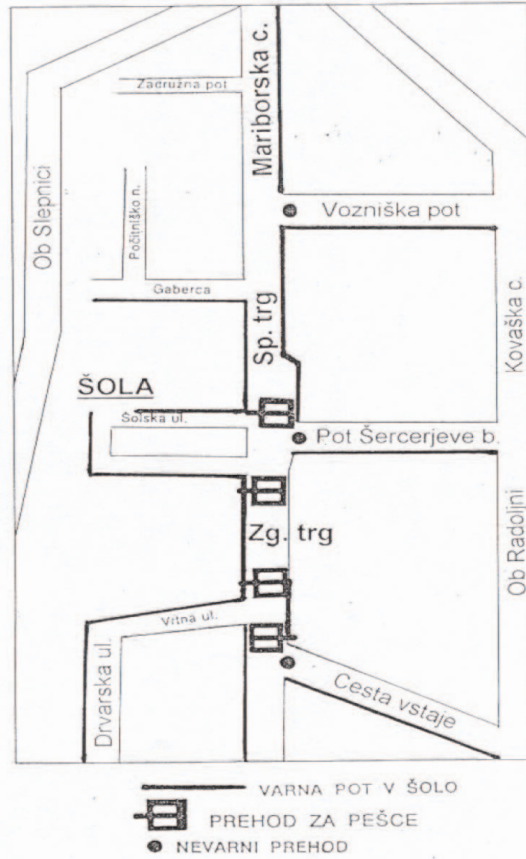 Mariborska c.
Zadružna pot
Ob Slepnici
Počitniško n.
Vozniška pot
Gaberca
Sp. trg
Kovaška c.
ŠOLA
Šolska ul.
Pot Šercerjeve b.
Zg. trg
Ob Radoljni
Vrtna ul.
Drvarska ul.
Cesta vstaje
VARNA POT V ŠOLO
PREHOD ZA PEŠCE
NEVARNI PREHOD